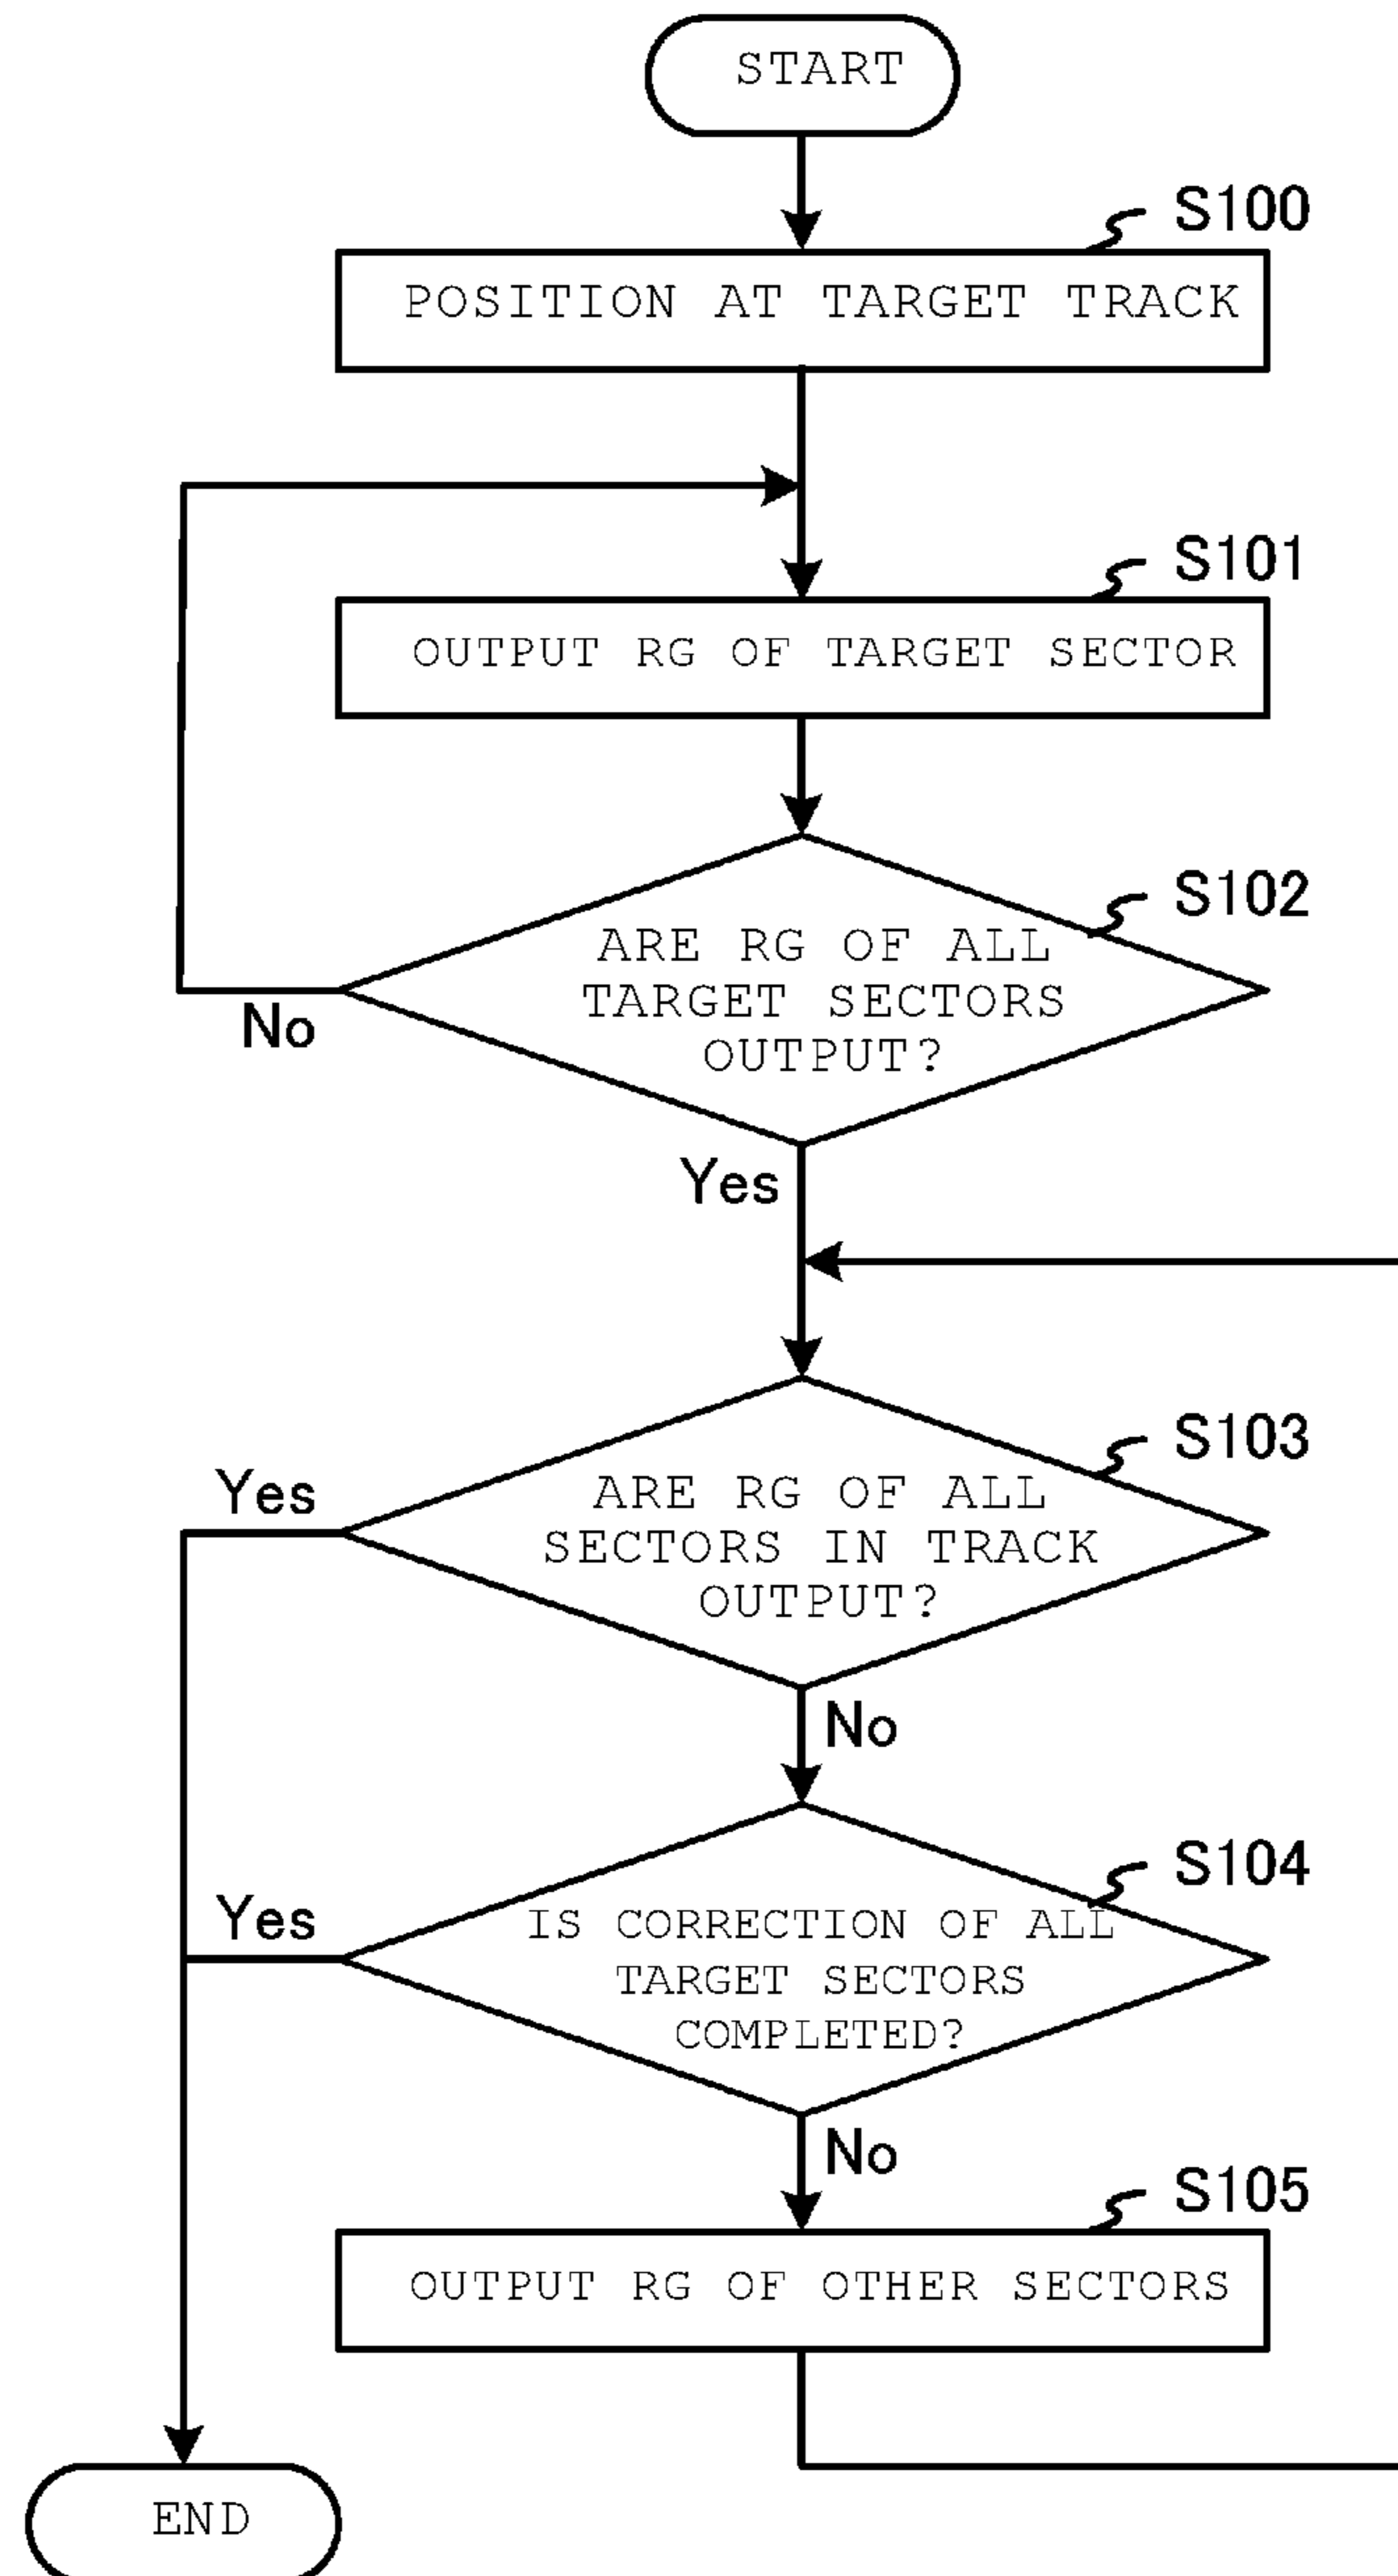 START
S100
POSITION AT TARGET TRACK
S101
OUTPUT RG OF TARGET SECTOR
S102
ARE RG OF ALL
TARGET SECTORS
OUTPUT?
No
Yes
S103
Yes
ARE RG OF ALL
SECTORS IN TRACK
OUTPUT?
No
S104
Yes
IS CORRECTION OF ALL
TARGET SECTORS
COMPLETED?
No
S105
OUTPUT RG OF OTHER SECTORS
END